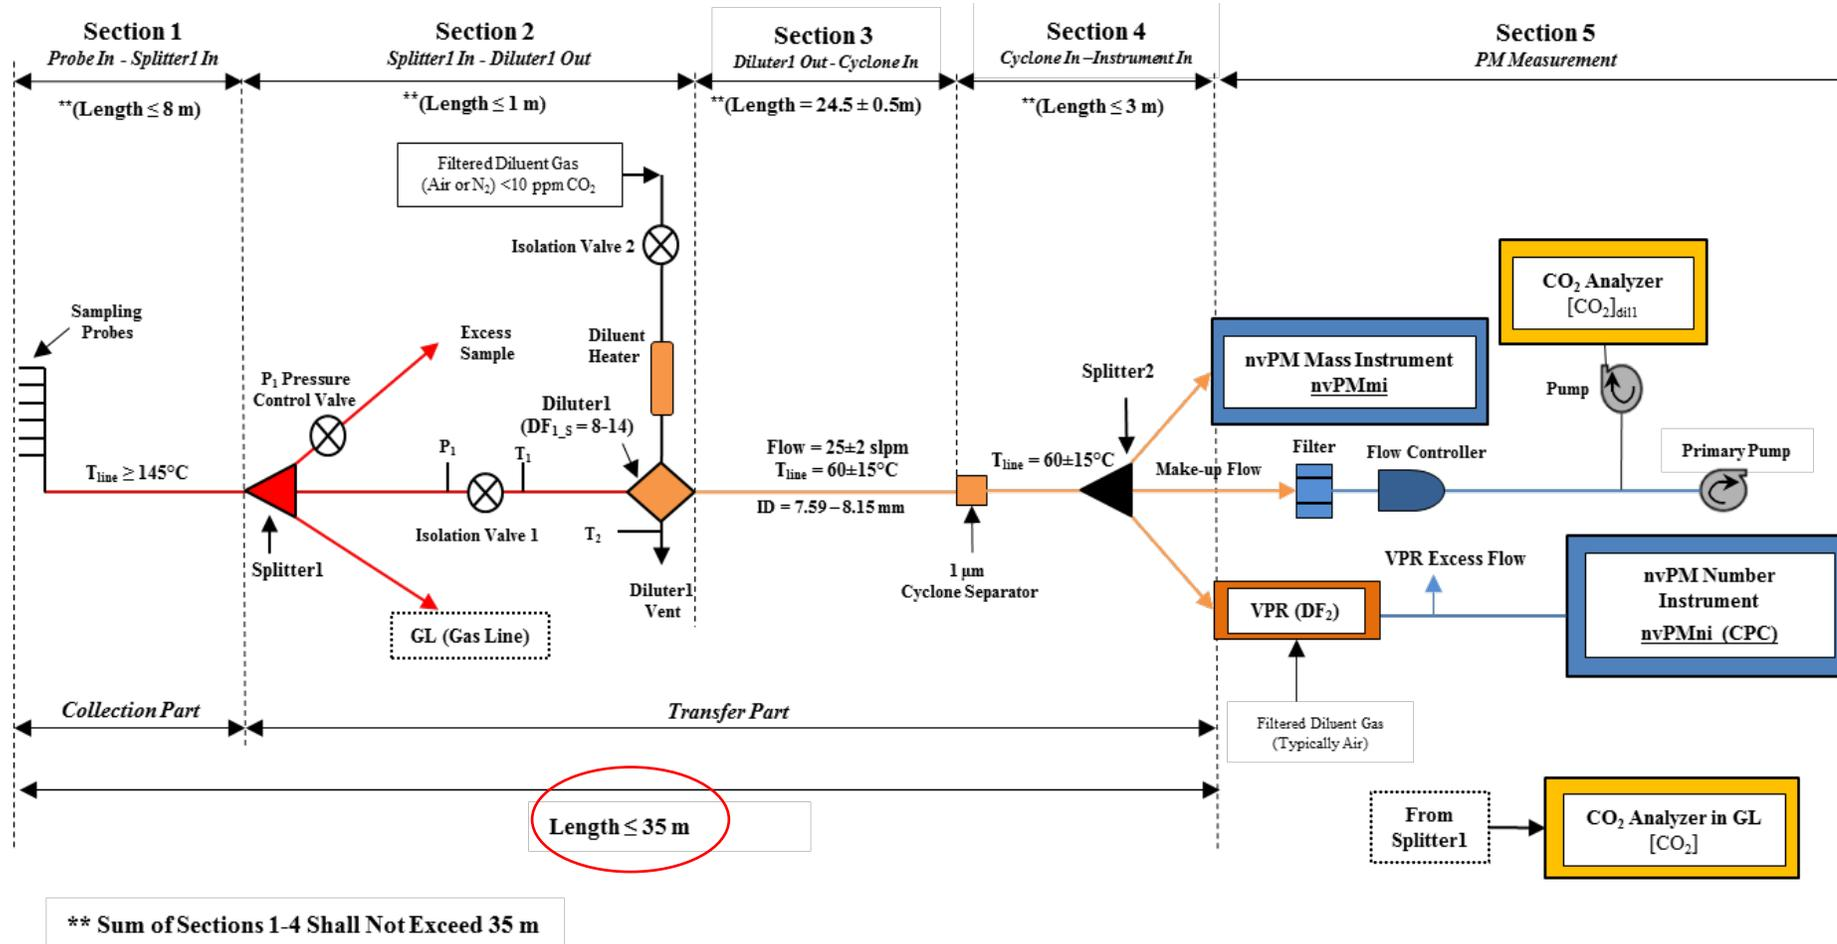 Section 1
Probe In - Splitter1 In
**(Length ≤ 8 m)
Section 2
Splitter1 In - Diluter1 Out
**(Length ≤ 1 m)
Section 3
Diluter1 Out - Cyclone In
**(Length = 24.5 ± 0.5m)
Section 4
Cyclone In –Instrument In
**(Length ≤ 3 m)
Section 5
PM Measurement
Filtered Diluent Gas
(Air or N₂) <10 ppm CO₂
Isolation Valve 2
Sampling
Probes
Excess
Sample
P₁ Pressure
Control Valve
Diluent
Heater
Diluter1
(DF₁_S = 8-14)
T_line ≥ 145°C
P₁
T₁
Isolation Valve 1
T₂
Splitter1
Diluter1
Vent
GL (Gas Line)
Flow = 25±2 slpm
T_line = 60±15°C
ID = 7.59 – 8.15 mm
1 µm
Cyclone Separator
T_line = 60±15°C
Splitter2
Make-up Flow
nvPM Mass Instrument
nvPMmi
CO₂ Analyzer
[CO₂]dil1
Pump
Filter
Flow Controller
Primary Pump
VPR (DF₂)
VPR Excess Flow
nvPM Number
Instrument
nvPMni (CPC)
Filtered Diluent Gas
(Typically Air)
Collection Part
Transfer Part
Length ≤ 35 m
From
Splitter1
CO₂ Analyzer in GL
[CO₂]
** Sum of Sections 1-4 Shall Not Exceed 35 m